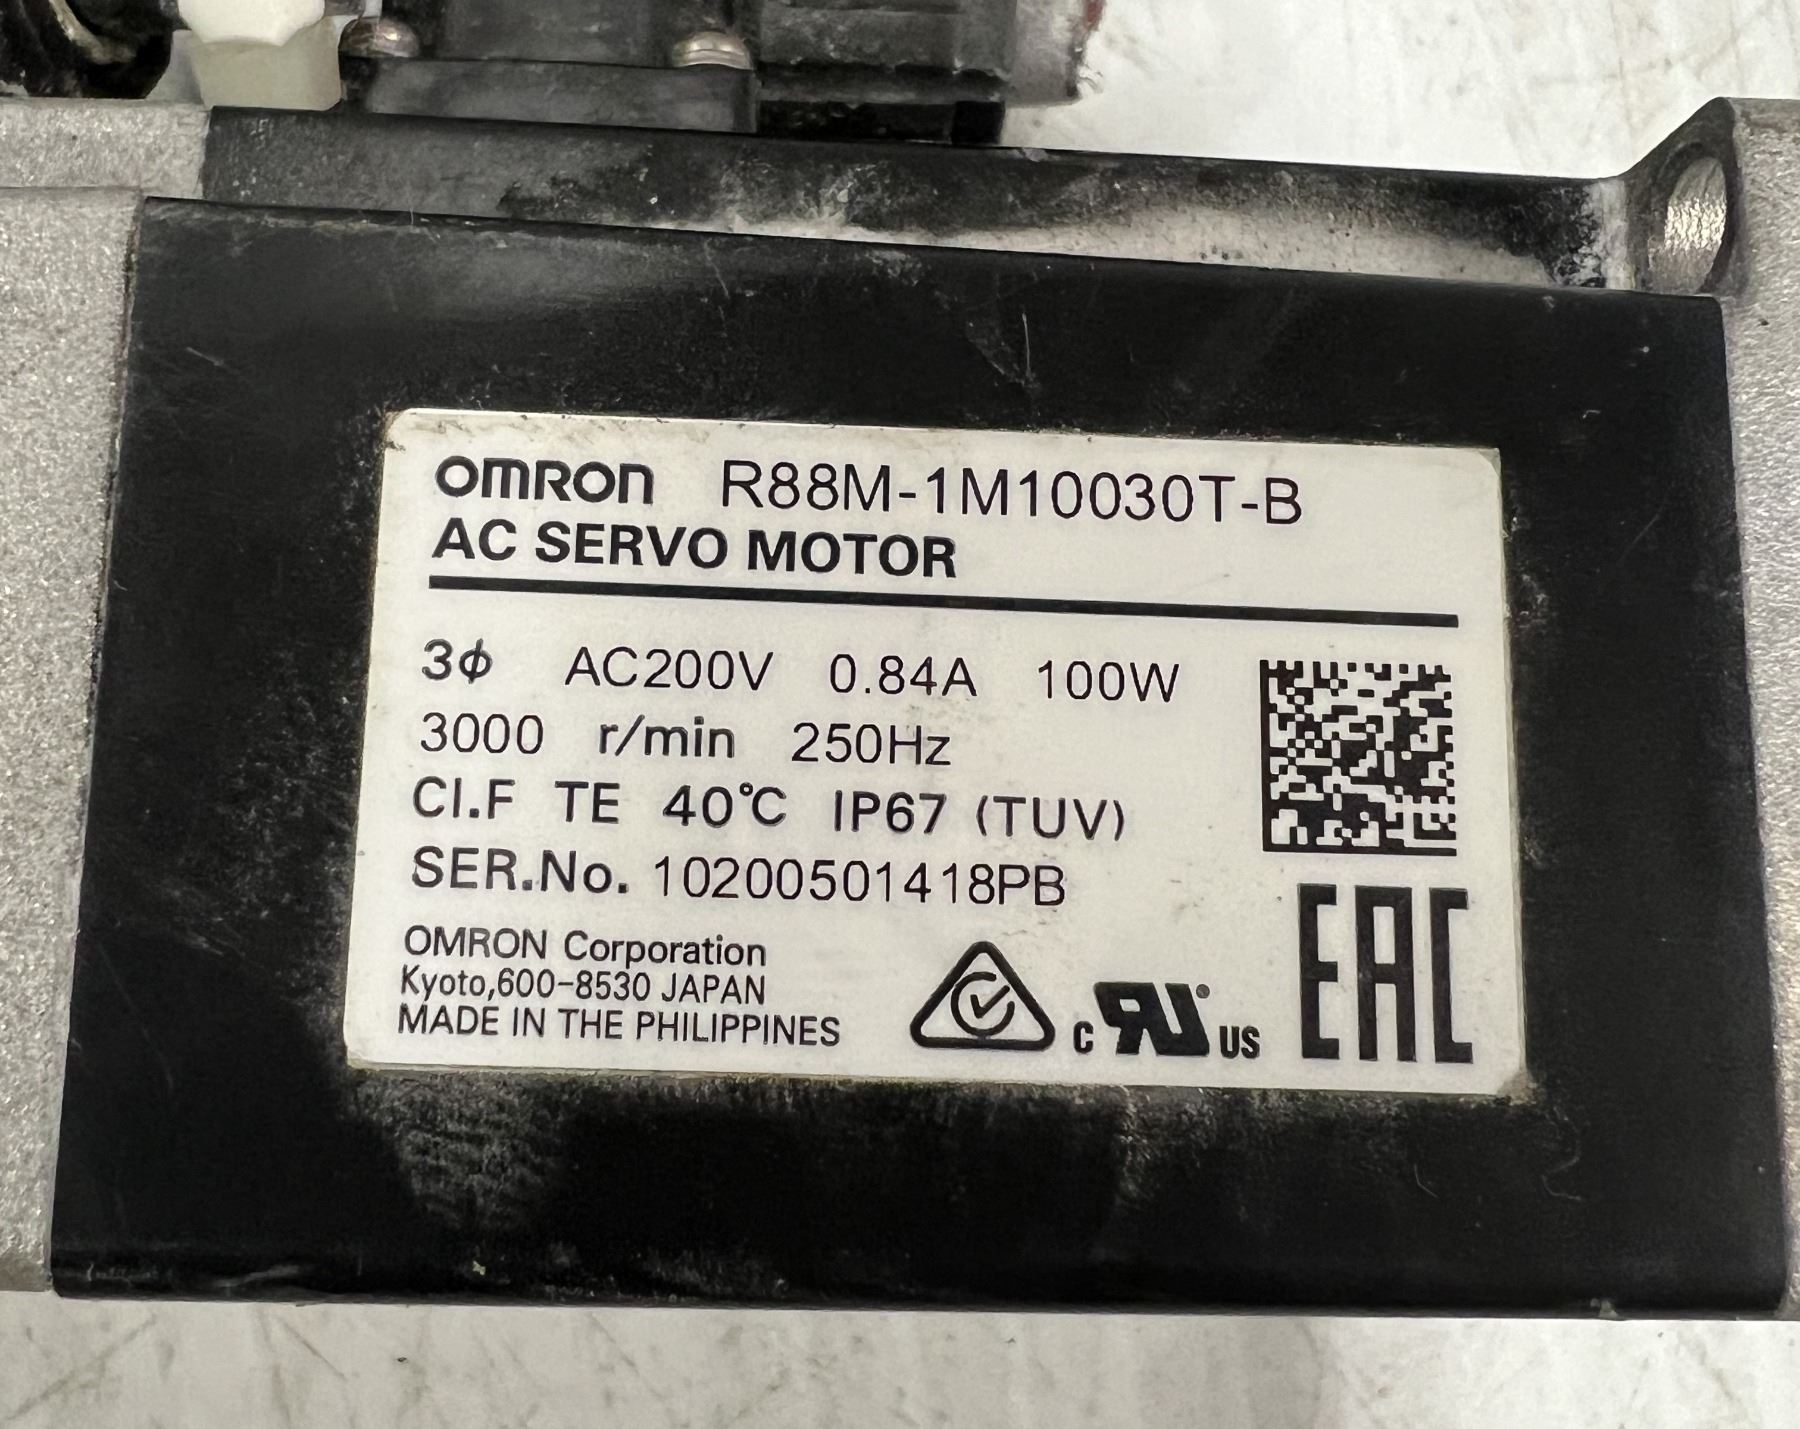 OMRON R88M-1M10030T-B
AC SERVO MOTOR
3ϕ AC200V 0.84A 100W
3000 r/min 250Hz
Cl.F TE 40℃ IP67 (TUV)
SER.No. 10200501418PB
OMRON Corporation
Kyoto,600-8530 JAPAN
MADE IN THE PHILIPPINES
c RU US
EAC